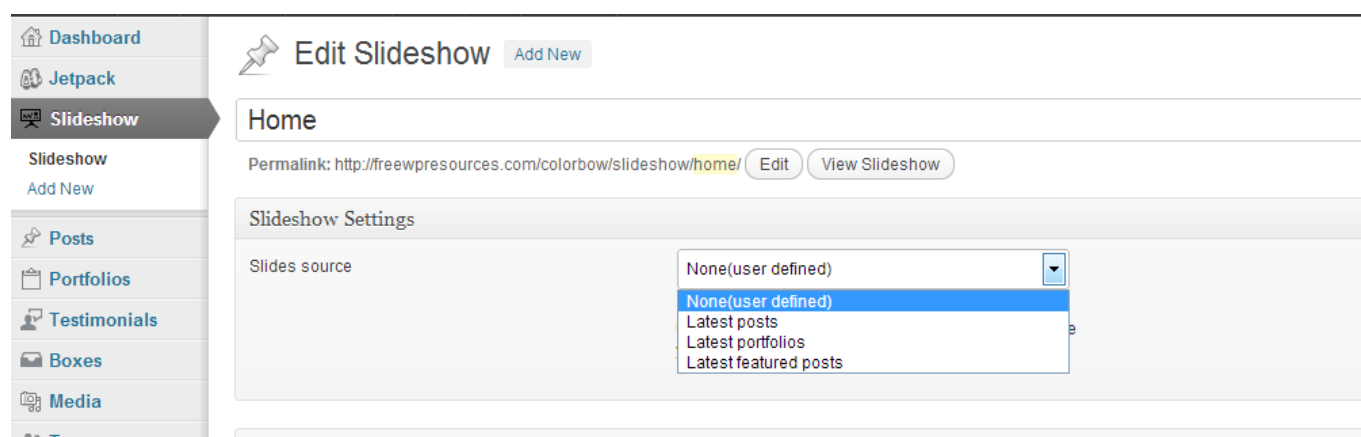 Dashboard
Jetpack
Slideshow
Slideshow
Add New
Posts
Portfolios
Testimonials
Boxes
Media
Edit Slideshow Add New
Home
Permalink: http://freewpresources.com/colorbow/slideshow/home/ Edit View Slideshow
Slideshow Settings
Slides source
None(user defined)
None(user defined)
Latest posts
Latest portfolios
Latest featured posts